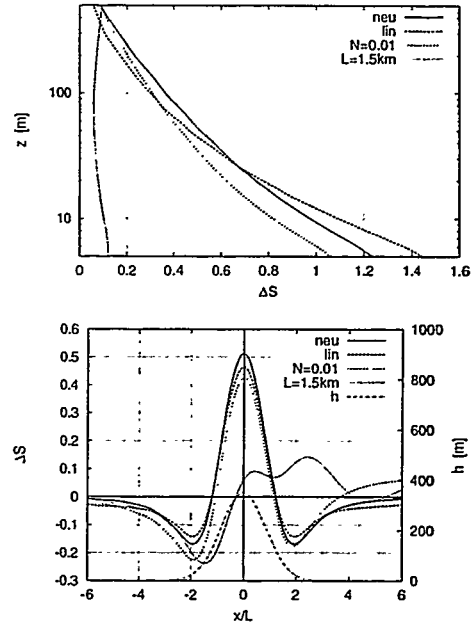 neu
lin
N=0.01
L=1.5km
z [m]
100
10
0 0.2 0.4 0.6 0.8 1 1.2 1.4 1.6
ΔS
0.6 1000
neu
lin
N=0.01
L=1.5km
h
0.5
0.4 800
0.3
0.2 600
0.1
0 400
-0.1
-0.2 200
-0.3 0
ΔS
h [m]
-6 -4 -2 0 2 4 6
x/L